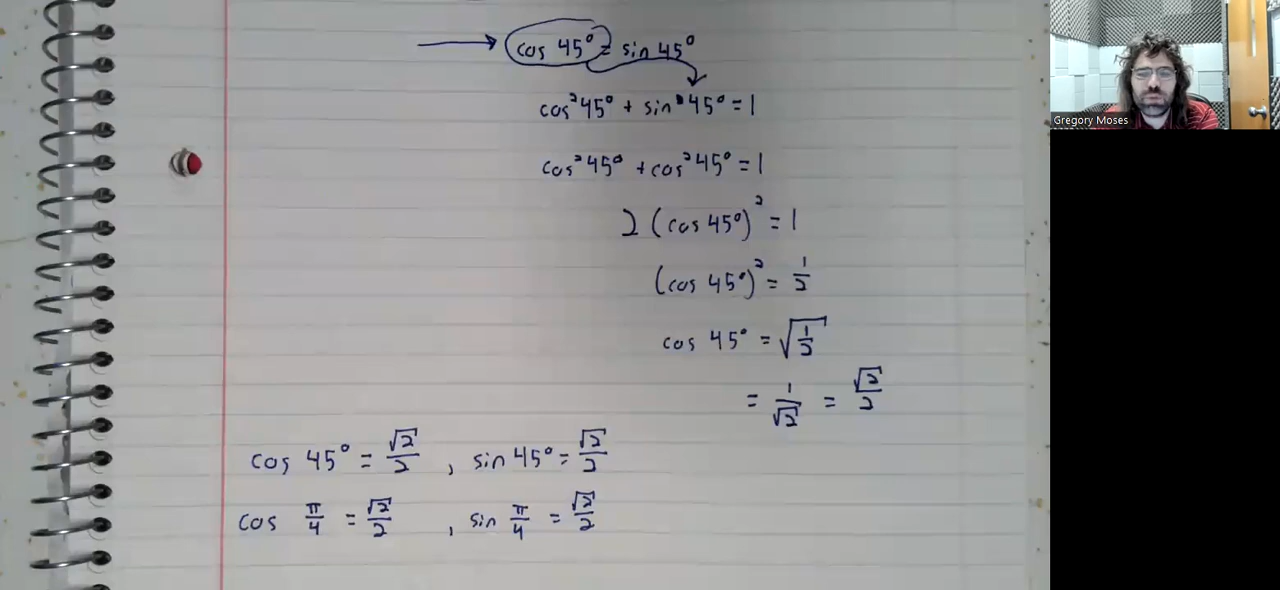 cos 45° = sin 45°
cos²45° + sin²45° = 1
cos²45° + cos²45° = 1
2 (cos 45°)² = 1
(cos 45°)² = 1/2
cos 45° = √(1/2)
= 1/√2 = √2/2
cos 45° = √2/2 , sin 45° = √2/2
cos π/4 = √2/2 , sin π/4 = √2/2
Gregory Moses